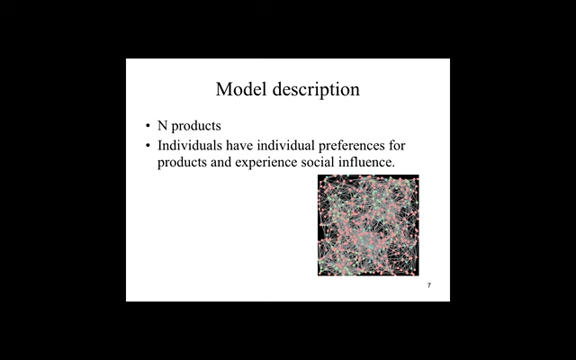 Model description
• N products
• Individuals have individual preferences for
products and experience social influence.
7